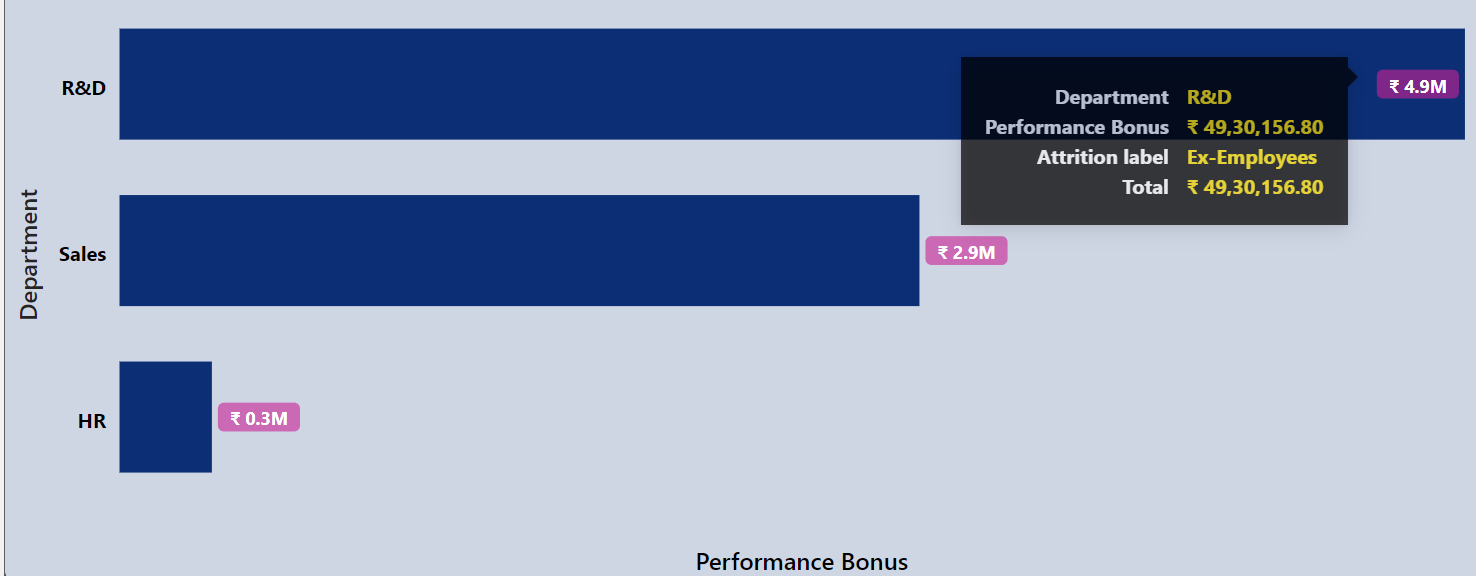 R&D
₹ 4.9M
Department R&D
Performance Bonus ₹ 49,30,156.80
Attrition label Ex-Employees
Total ₹ 49,30,156.80
Department
Sales
₹ 2.9M
HR
₹ 0.3M
Performance Bonus